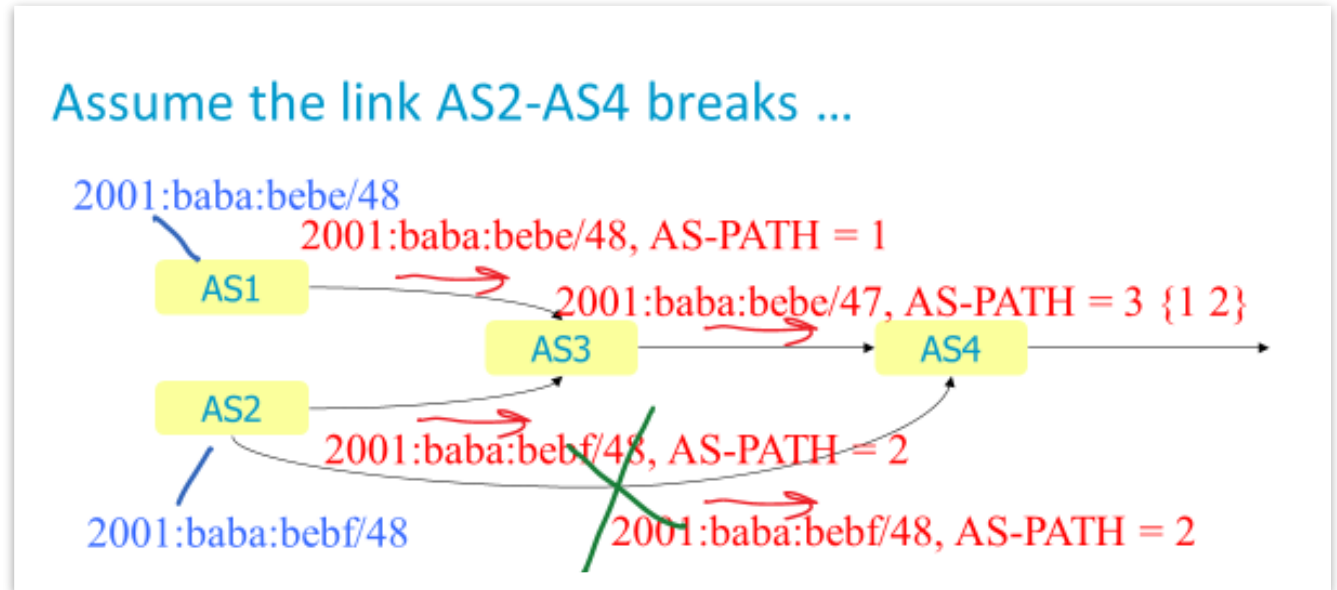 Assume the link AS2-AS4 breaks ...
2001:baba:bebe/48
2001:baba:bebe/48, AS-PATH = 1
AS1
2001:baba:bebe/47, AS-PATH = 3 {1 2}
AS3
AS4
AS2
2001:baba:bebf/48, AS-PATH = 2
2001:baba:bebf/48
2001:baba:bebf/48, AS-PATH = 2